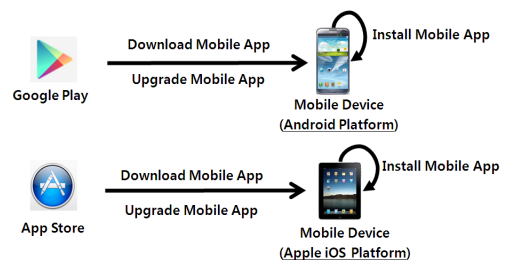 Download Mobile App
Install Mobile App
Upgrade Mobile App
Google Play
Mobile Device
(Android Platform)
Download Mobile App
Install Mobile App
Upgrade Mobile App
App Store
Mobile Device
(Apple iOS Platform)